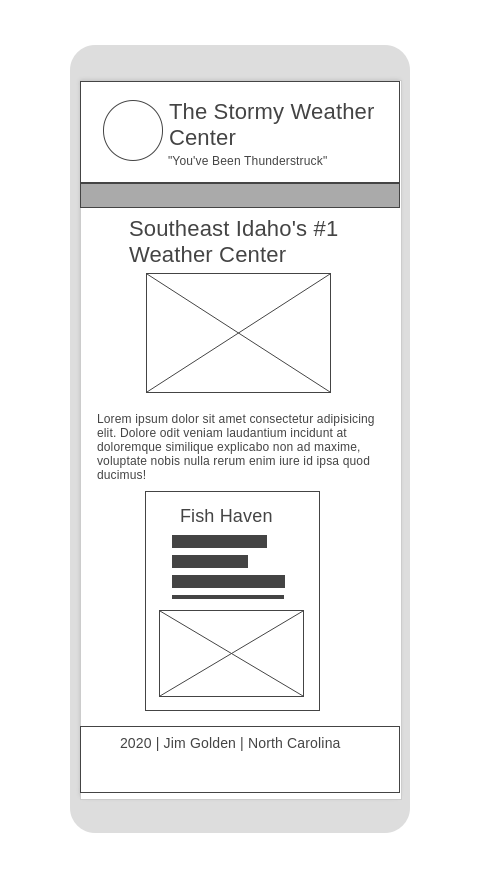 The Stormy Weather
Center
"You've Been Thunderstruck"
Southeast Idaho's #1
Weather Center
Lorem ipsum dolor sit amet consectetur adipisicing
elit. Dolore odit veniam laudantium incidunt at
doloremque similique explicabo non ad maxime,
voluptate nobis nulla rerum enim iure id ipsa quod
ducimus!
Fish Haven
2020 | Jim Golden | North Carolina